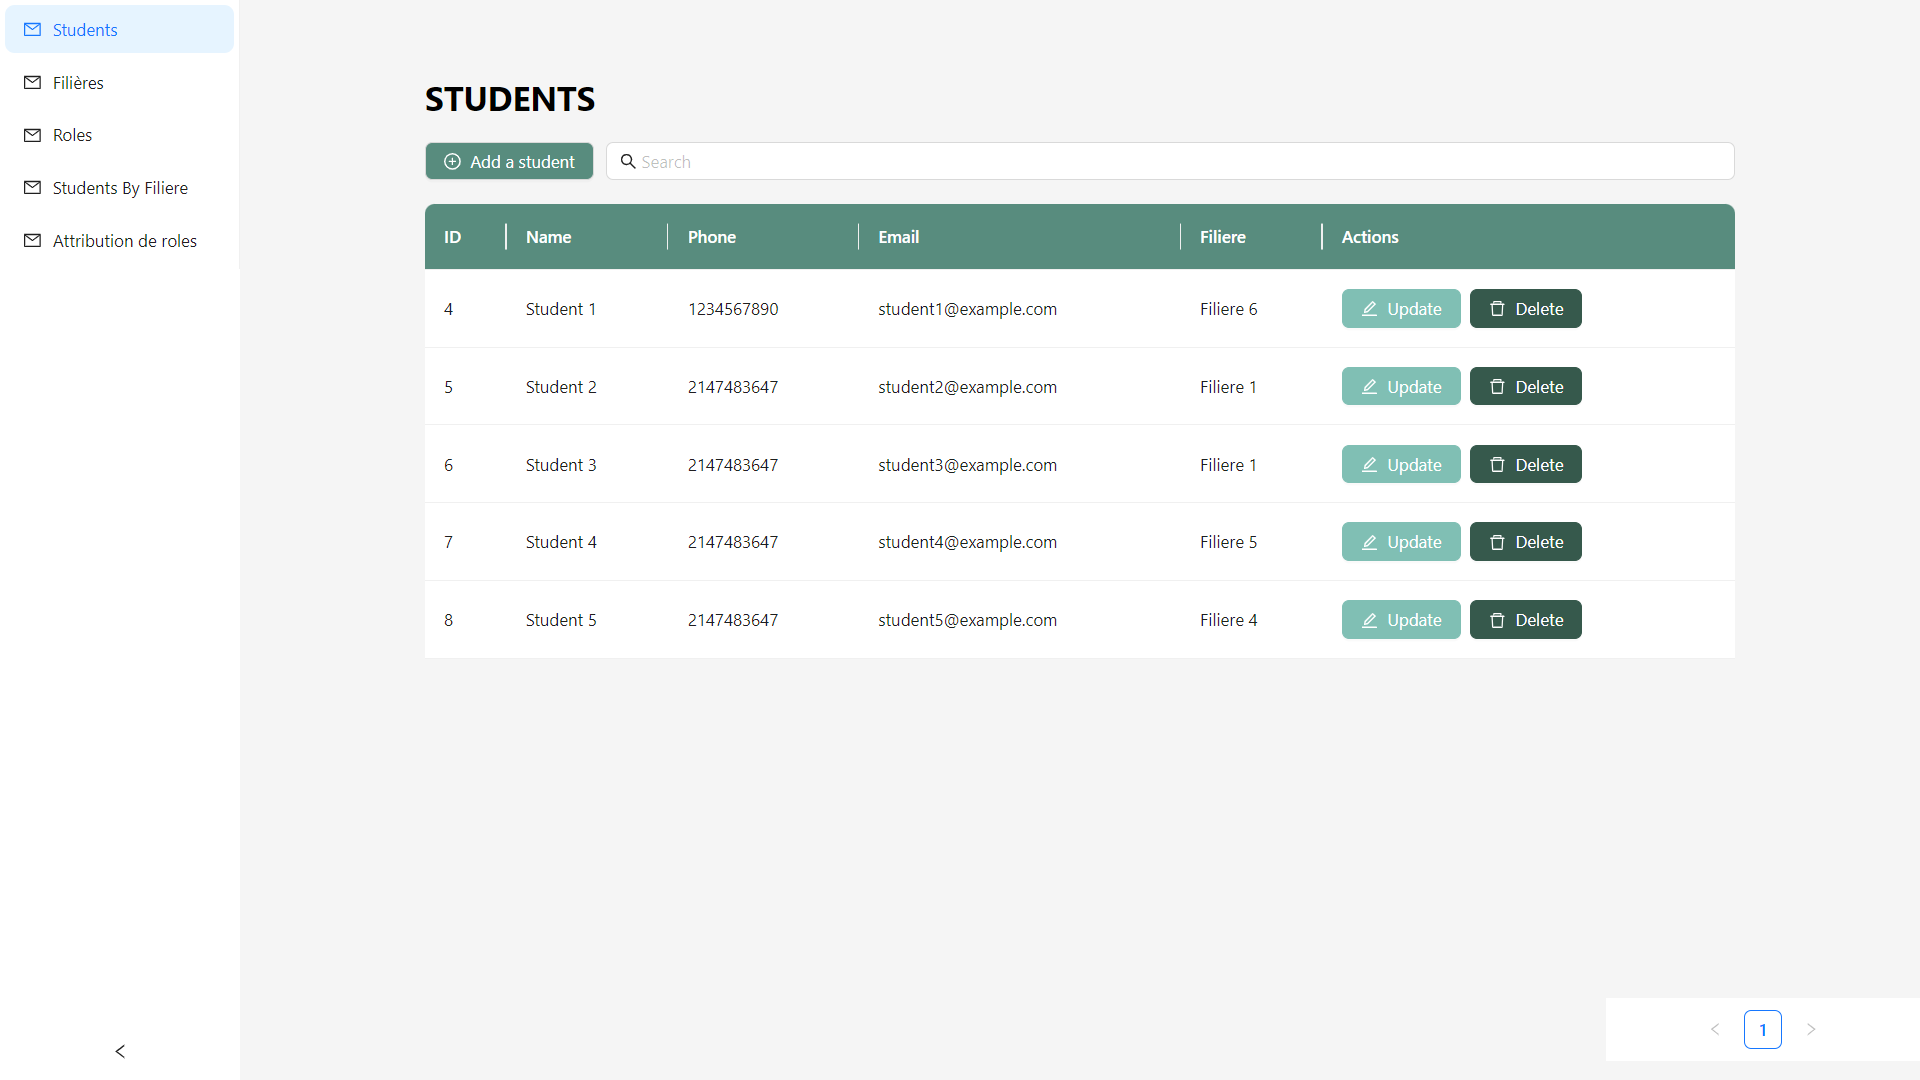 Students
Filières
Roles
Students By Filiere
Attribution de roles
STUDENTS
Add a student
Search
ID Name Phone Email Filiere Actions
4 Student 1 1234567890 student1@example.com Filiere 6 Update Delete
5 Student 2 2147483647 student2@example.com Filiere 1 Update Delete
6 Student 3 2147483647 student3@example.com Filiere 1 Update Delete
7 Student 4 2147483647 student4@example.com Filiere 5 Update Delete
8 Student 5 2147483647 student5@example.com Filiere 4 Update Delete
1